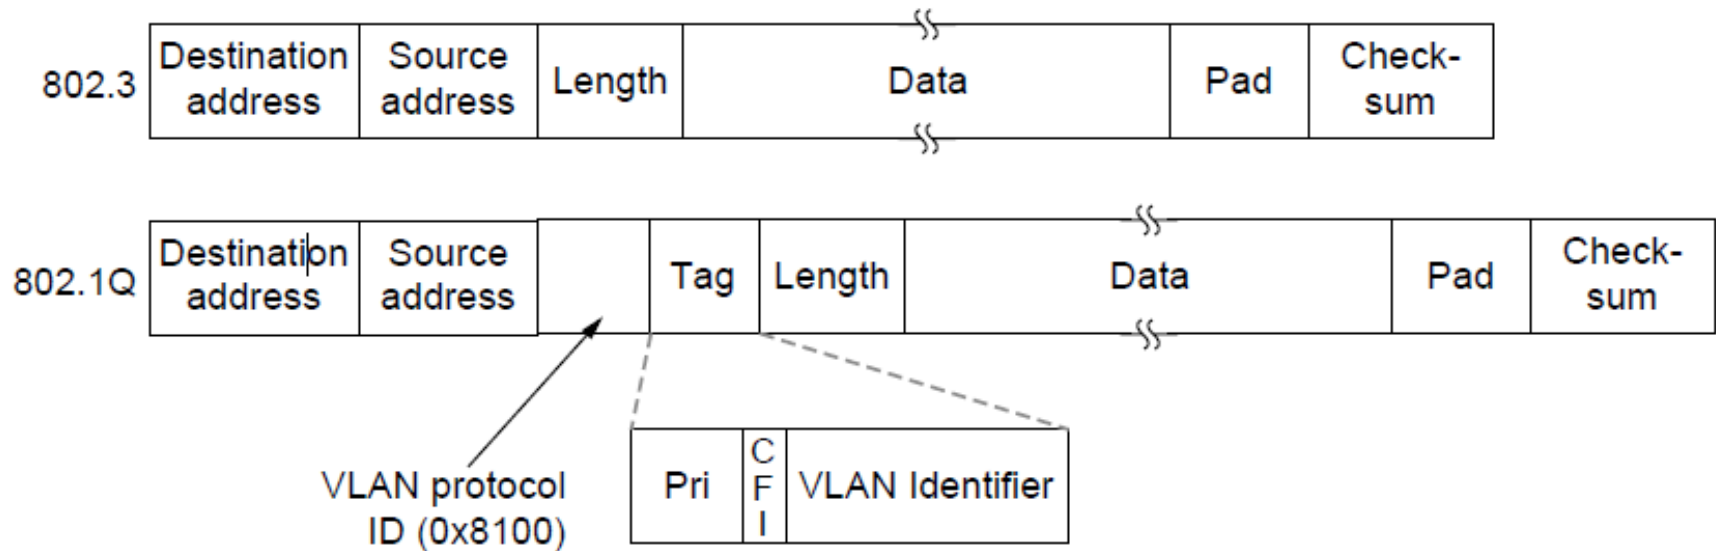 802.3
Destination
address
Source
address
Length
Data
Pad
Check-
sum
802.1Q
Destination
address
Source
address
Tag
Length
Data
Pad
Check-
sum
VLAN protocol
ID (0x8100)
Pri
CFI
VLAN Identifier